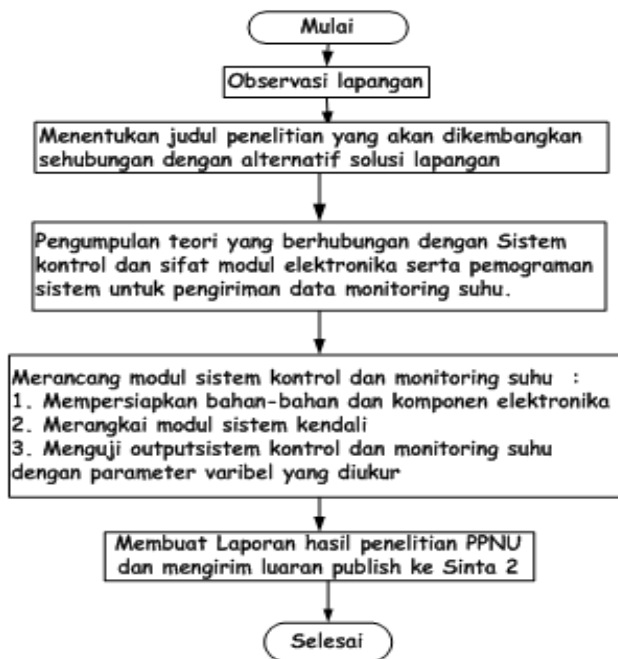 Mulai
Observasi lapangan
Menentukan judul penelitian yang akan dikembangkan
sehubungan dengan alternatif solusi lapangan
Pengumpulan teori yang berhubungan dengan Sistem
kontrol dan sifat modul elektronika serta pemograman
sistem untuk pengiriman data monitoring suhu.
Merancang modul sistem kontrol dan monitoring suhu :
1. Mempersiapkan bahan-bahan dan komponen elektronika
2. Merangkai modul sistem kendali
3. Menguji outputsistem kontrol dan monitoring suhu
dengan parameter varibel yang diukur
Membuat Laporan hasil penelitian PPNU
dan mengirim luaran publish ke Sinta 2
Selesai